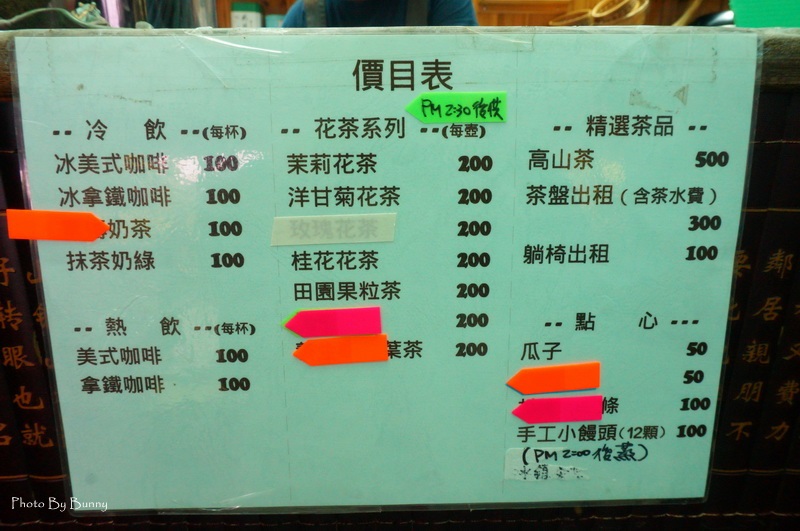 價目表
PM 2:30後供
-- 冷 飲 --(每杯)
冰美式咖啡 100
冰拿鐵咖啡 100
奶茶 100
抹茶奶綠 100
-- 熱 飲 --(每杯)
美式咖啡 100
拿鐵咖啡 100
-- 花茶系列 --(每壺)
茉莉花茶 200
洋甘菊花茶 200
玫瑰花茶 200
桂花花茶 200
田園果粒茶 200
200
葉茶 200
-- 精選茶品 --
高山茶 500
茶盤出租(含茶水費)
300
躺椅出租 100
-- 點 心 ---
瓜子 50
50
條 100
手工小饅頭(12顆) 100
(PM 2:00後蒸)
Photo By Bunny